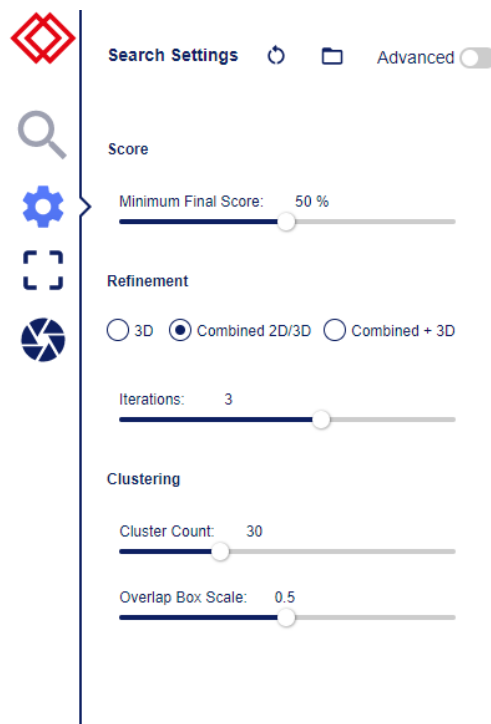 Search Settings Advanced
Score
Minimum Final Score: 50 %
Refinement
3D Combined 2D/3D Combined + 3D
Iterations: 3
Clustering
Cluster Count: 30
Overlap Box Scale: 0.5